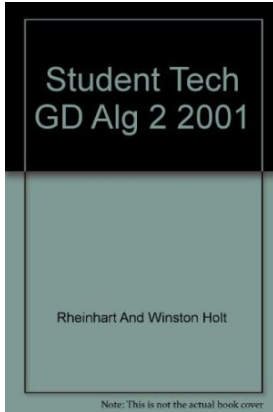 Student Tech
GD Alg 2 2001
Rheinhart And Winston Holt
Note: This is not the actual book cover